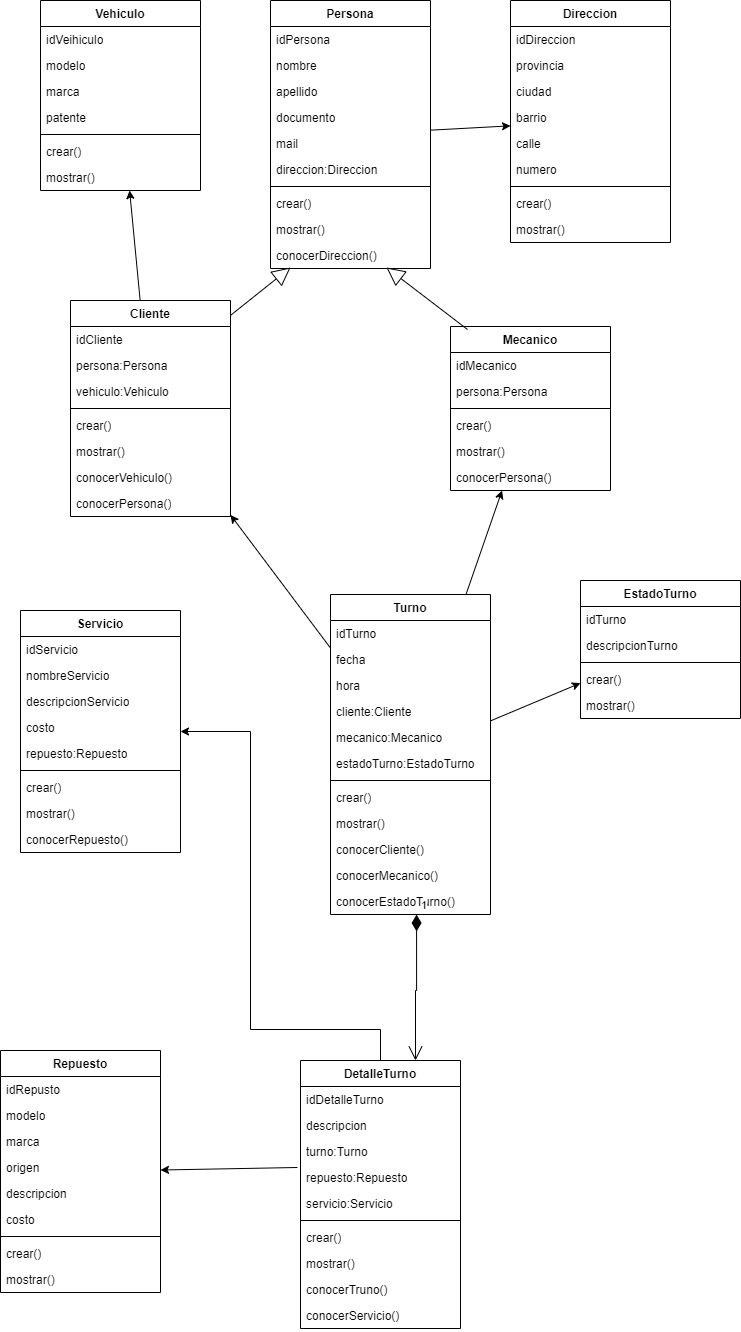 Vehiculo
idVeihiculo
modelo
marca
patente
crear()
mostrar()
Persona
idPersona
nombre
apellido
documento
mail
direccion:Direccion
crear()
mostrar()
conocerDireccion()
Direccion
idDireccion
provincia
ciudad
barrio
calle
numero
crear()
mostrar()
Cliente
idCliente
persona:Persona
vehiculo:Vehiculo
crear()
mostrar()
conocerVehiculo()
conocerPersona()
Mecanico
idMecanico
persona:Persona
crear()
mostrar()
conocerPersona()
Servicio
idServicio
nombreServicio
descripcionServicio
costo
repuesto:Repuesto
crear()
mostrar()
conocerRepuesto()
Turno
idTurno
fecha
hora
cliente:Cliente
mecanico:Mecanico
estadoTurno:EstadoTurno
crear()
mostrar()
conocerCliente()
conocerMecanico()
conocerEstadoTurno()
1
EstadoTurno
idTurno
descripcionTurno
crear()
mostrar()
Repuesto
idRepusto
modelo
marca
origen
descripcion
costo
crear()
mostrar()
DetalleTurno
idDetalleTurno
descripcion
turno:Turno
repuesto:Repuesto
servicio:Servicio
crear()
mostrar()
conocerTruno()
conocerServicio()